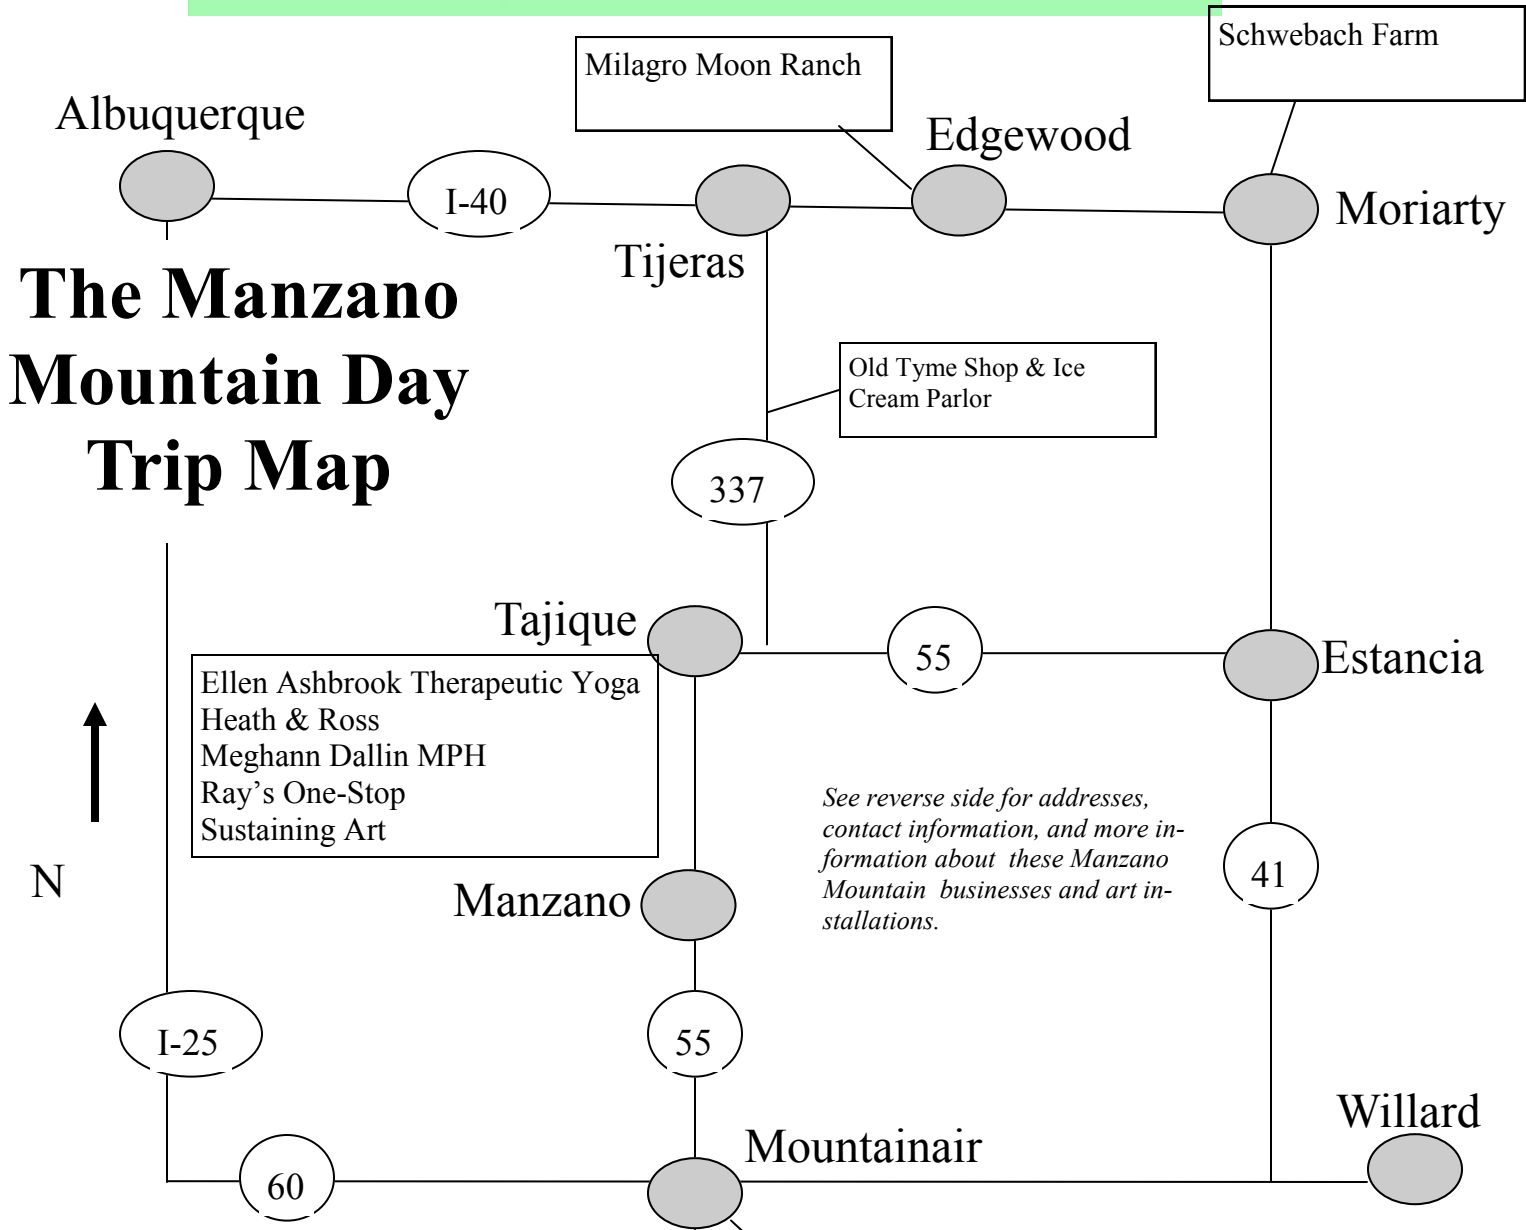 Schwebach Farm
Milagro Moon Ranch
Albuquerque
Edgewood
I-40
Moriarty
Tijeras
The Manzano
Mountain Day
Trip Map
Old Tyme Shop & Ice
Cream Parlor
337
Tajique
55
Estancia
Ellen Ashbrook Therapeutic Yoga
Heath & Ross
Meghann Dallin MPH
Ray’s One-Stop
Sustaining Art
See reverse side for addresses,
contact information, and more in-
formation about these Manzano
Mountain businesses and art in-
stallations.
N
41
Manzano
I-25
55
Willard
Mountainair
60